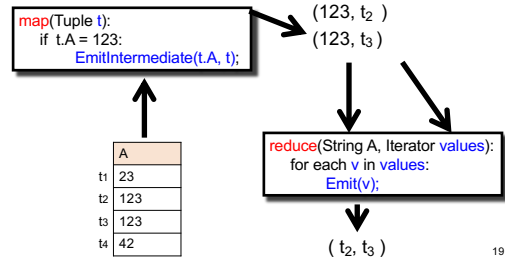 map(Tuple t):
if t.A = 123:
EmitIntermediate(t.A, t);
(123, t2 )
(123, t3 )
reduce(String A, Iterator values):
for each v in values:
Emit(v);
A
t1 23
t2 123
t3 123
t4 42
( t2, t3 )
19